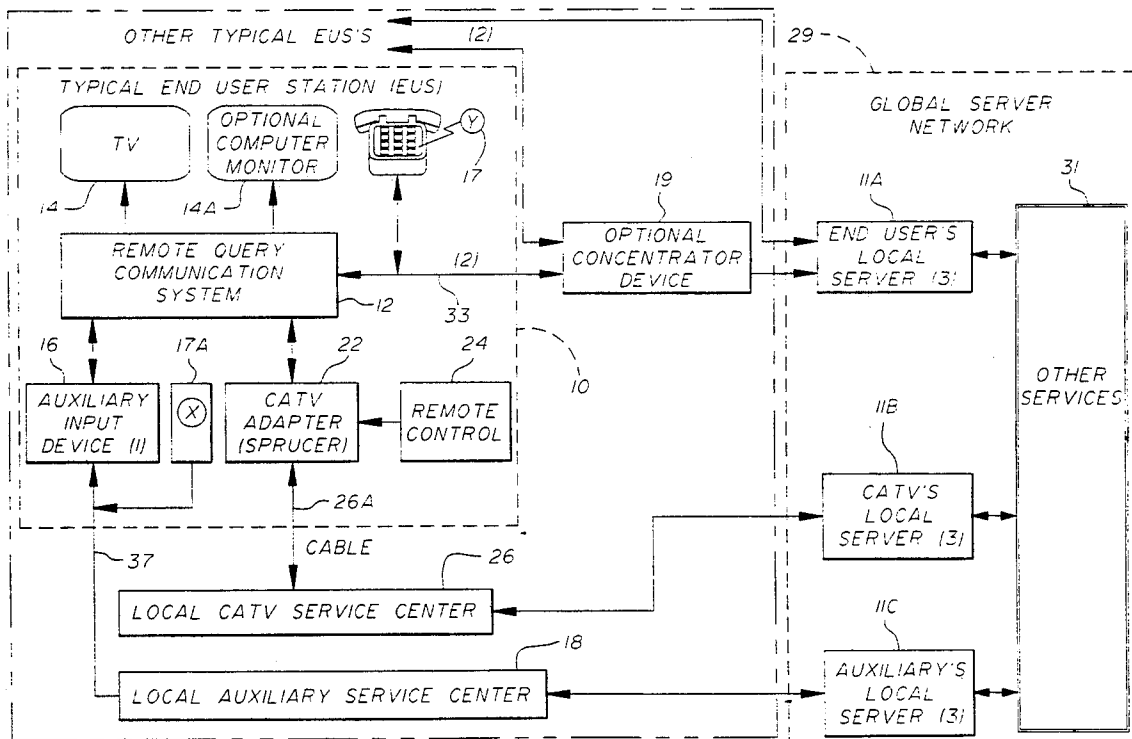 OTHER TYPICAL EUS'S
(2)
29
TYPICAL END USER STATION (EUS)
GLOBAL SERVER
NETWORK
TV
OPTIONAL
COMPUTER
MONITOR
Y
17
14
14A
19
11A
31
REMOTE QUERY
COMMUNICATION
SYSTEM
12
(2)
33
OPTIONAL
CONCENTRATOR
DEVICE
END USER'S
LOCAL
SERVER (3)
10
16
17A
22
24
AUXILIARY
INPUT
DEVICE (1)
X
CATV
ADAPTER
(SPRUCER)
REMOTE
CONTROL
OTHER
SERVICES
11B
26A
CATV'S
LOCAL
SERVER (3)
37
CABLE
26
LOCAL CATV SERVICE CENTER
11C
18
LOCAL AUXILIARY SERVICE CENTER
AUXILIARY'S
LOCAL
SERVER (3)